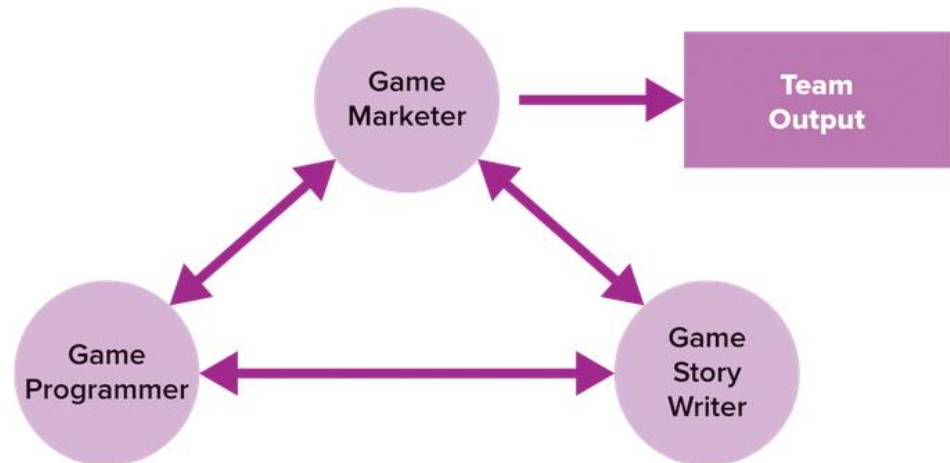 Game
Marketer
Team
Output
Game
Programmer
Game
Story
Writer